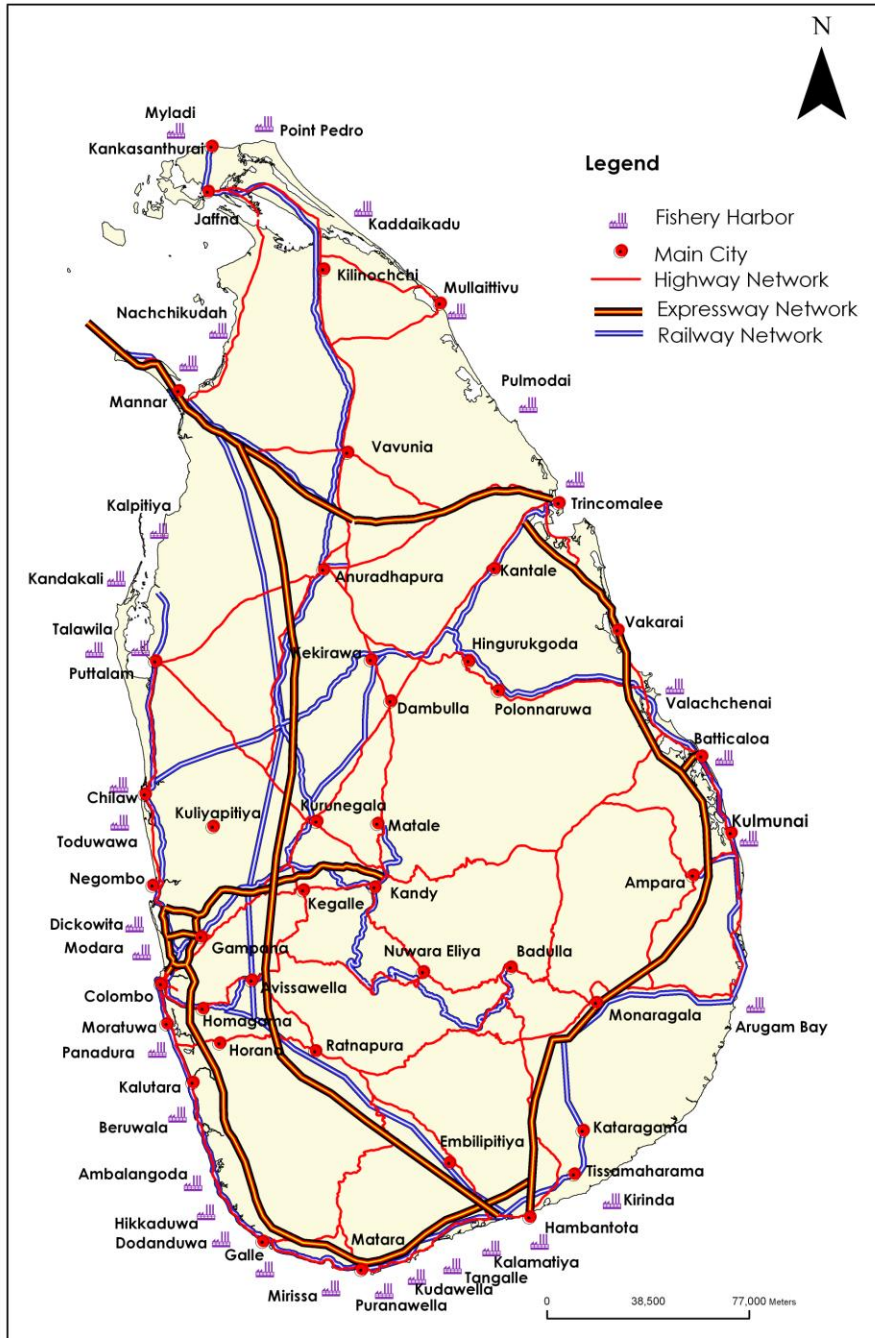 N
Myladi
Point Pedro
Kankasanthurai
Legend
Jaffna
Fishery Harbor
Kaddaikadu
Main City
Kilinochchi
Highway Network
Mullaittivu
Nachchikudah
Expressway Network
Railway Network
Pulmodai
Mannar
Vavunia
Kalpitiya
Trincomalee
Kandakali
Anuradhapura
Kantale
Talawila
Vakarai
Kekirawa
Hingurukgoda
Puttalam
Dambulla
Polonnaruwa
Valachchenai
Batticaloa
Chilaw
Kuliyapitiya
Kurunegala
Matale
Kulmunai
Toduwawa
Negombo
Ampara
Kegalle
Kandy
Dickowita
Modara
Gampana
Nuwara Eliya
Badulla
Colombo
Avissawella
Monaragala
Homagama
Arugam Bay
Moratuwa
Horana
Ratnapura
Panadura
Kalutara
Beruwala
Kataragama
Embilipitiya
Ambalangoda
Tissamaharama
Kirinda
Hikkaduwa
Dodanduwa
Matara
Hambantota
Galle
Kalamatiya
Tangalle
Kudawella
Mirissa
Puranawella
0 38,500 77,000 Meters